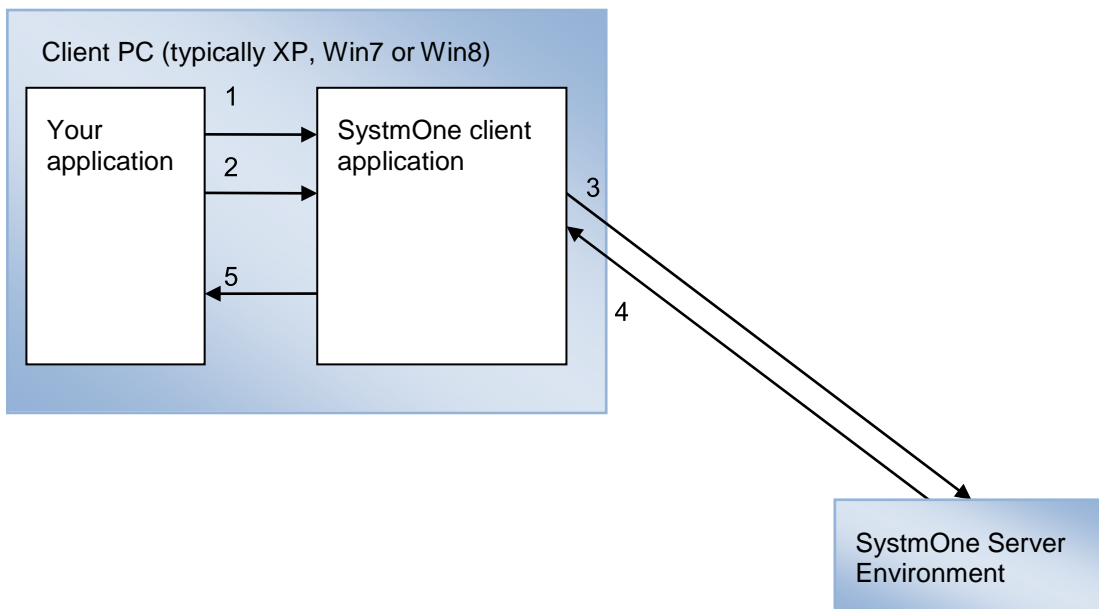 Client PC (typically XP, Win7 or Win8)
1
Your
application
SystmOne client
application
2
3
5
4
SystmOne Server
Environment